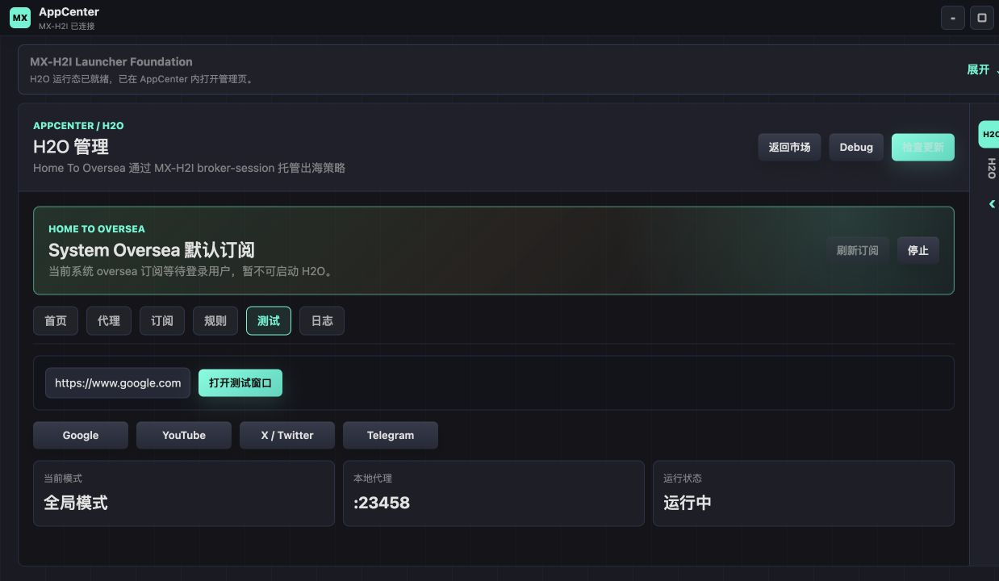 MX
AppCenter
MX-H2I 已连接
-
MX-H2I Launcher Foundation
H2O 运行态已就绪，已在 AppCenter 内打开管理页。
展开
APPCENTER / H2O
H2O 管理
Home To Oversea 通过 MX-H2I broker-session 托管出海策略
返回市场
Debug
检查更新
H2O
H2O
HOME TO OVERSEA
System Oversea 默认订阅
当前系统 oversea 订阅等待登录用户，暂不可启动 H2O。
刷新订阅
停止
首页
代理
订阅
规则
测试
日志
https://www.google.com
打开测试窗口
Google
YouTube
X / Twitter
Telegram
当前模式
全局模式
本地代理
:23458
运行状态
运行中